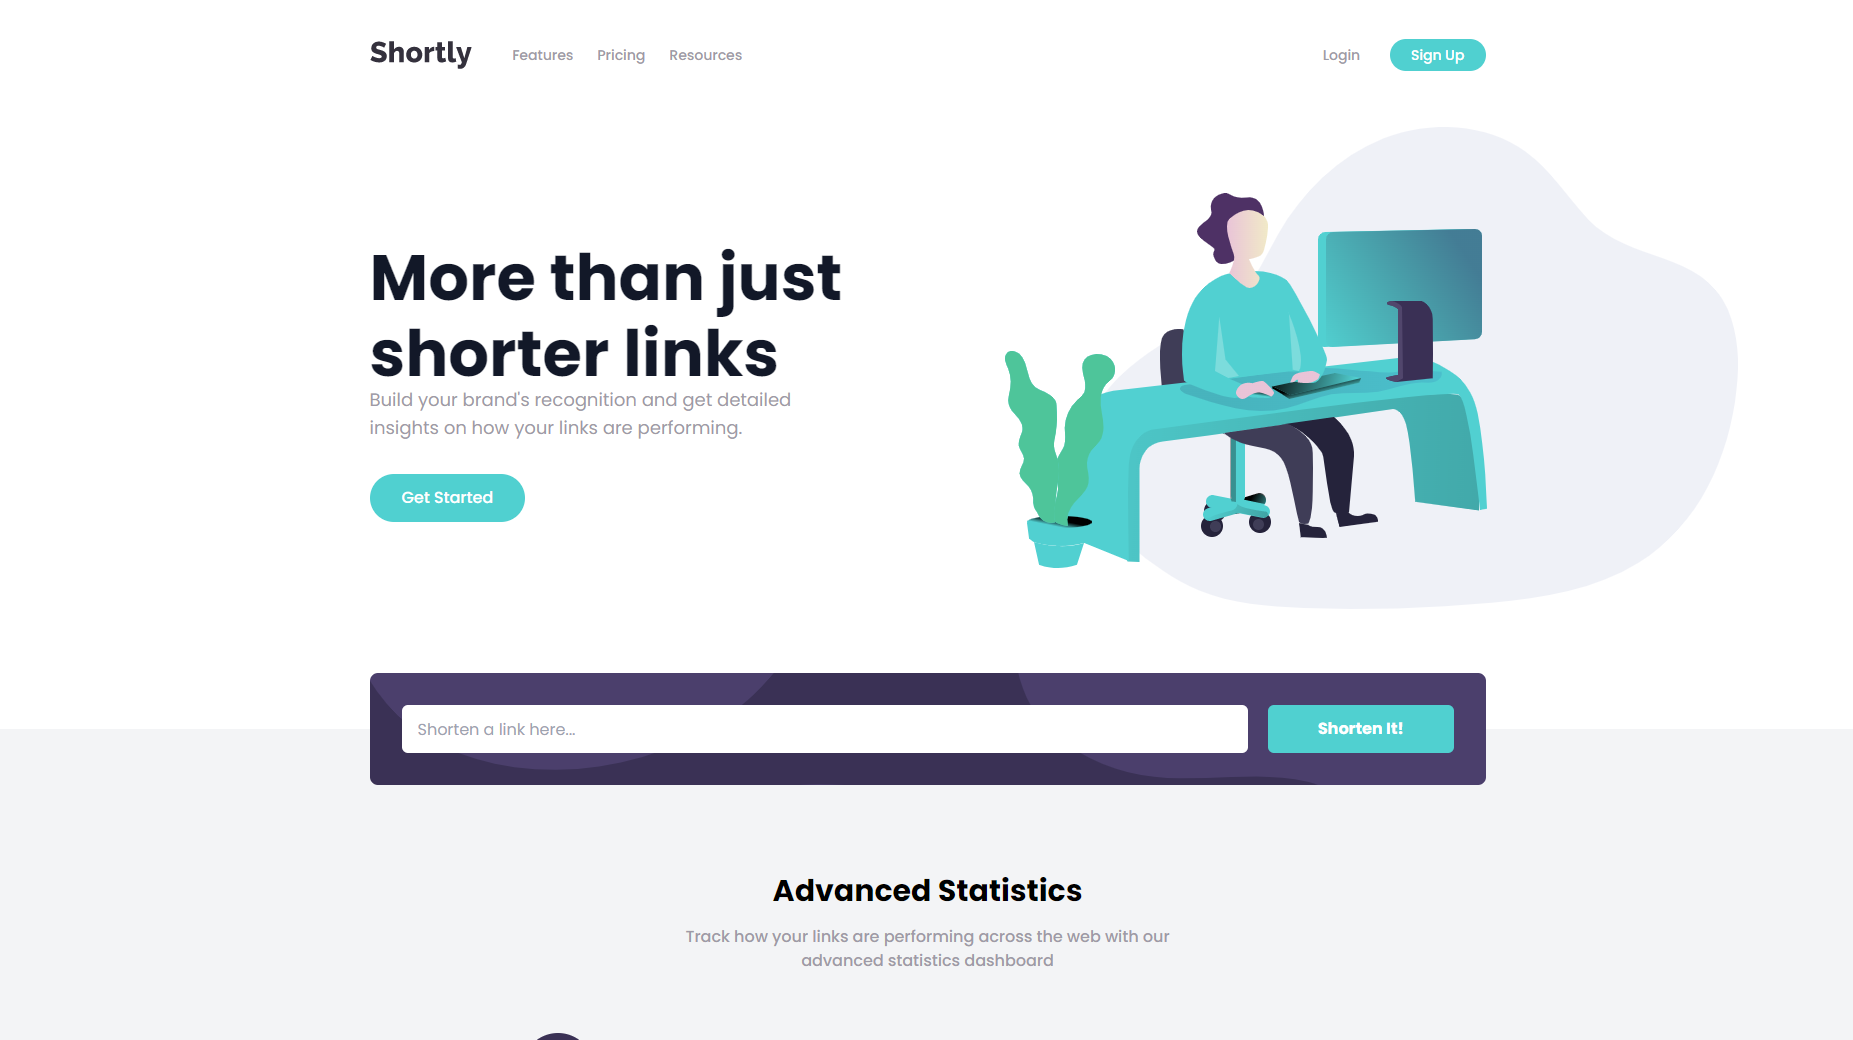 Shortly
Features
Pricing
Resources
Login
Sign Up
More than just
shorter links
Build your brand's recognition and get detailed
insights on how your links are performing.
Get Started
Shorten a link here...
Shorten It!
Advanced Statistics
Track how your links are performing across the web with our
advanced statistics dashboard